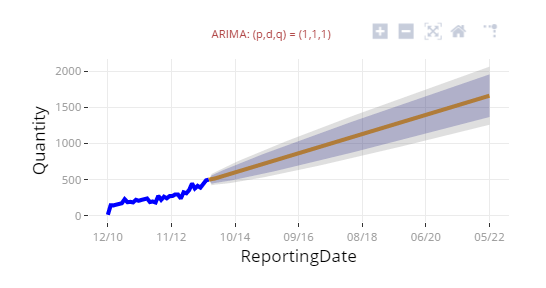 ARIMA: (p,d,q) = (1,1,1)
2000
1500
1000
500
0
Quantity
12/10 11/12 10/14 09/16 08/18 06/20 05/22
ReportingDate